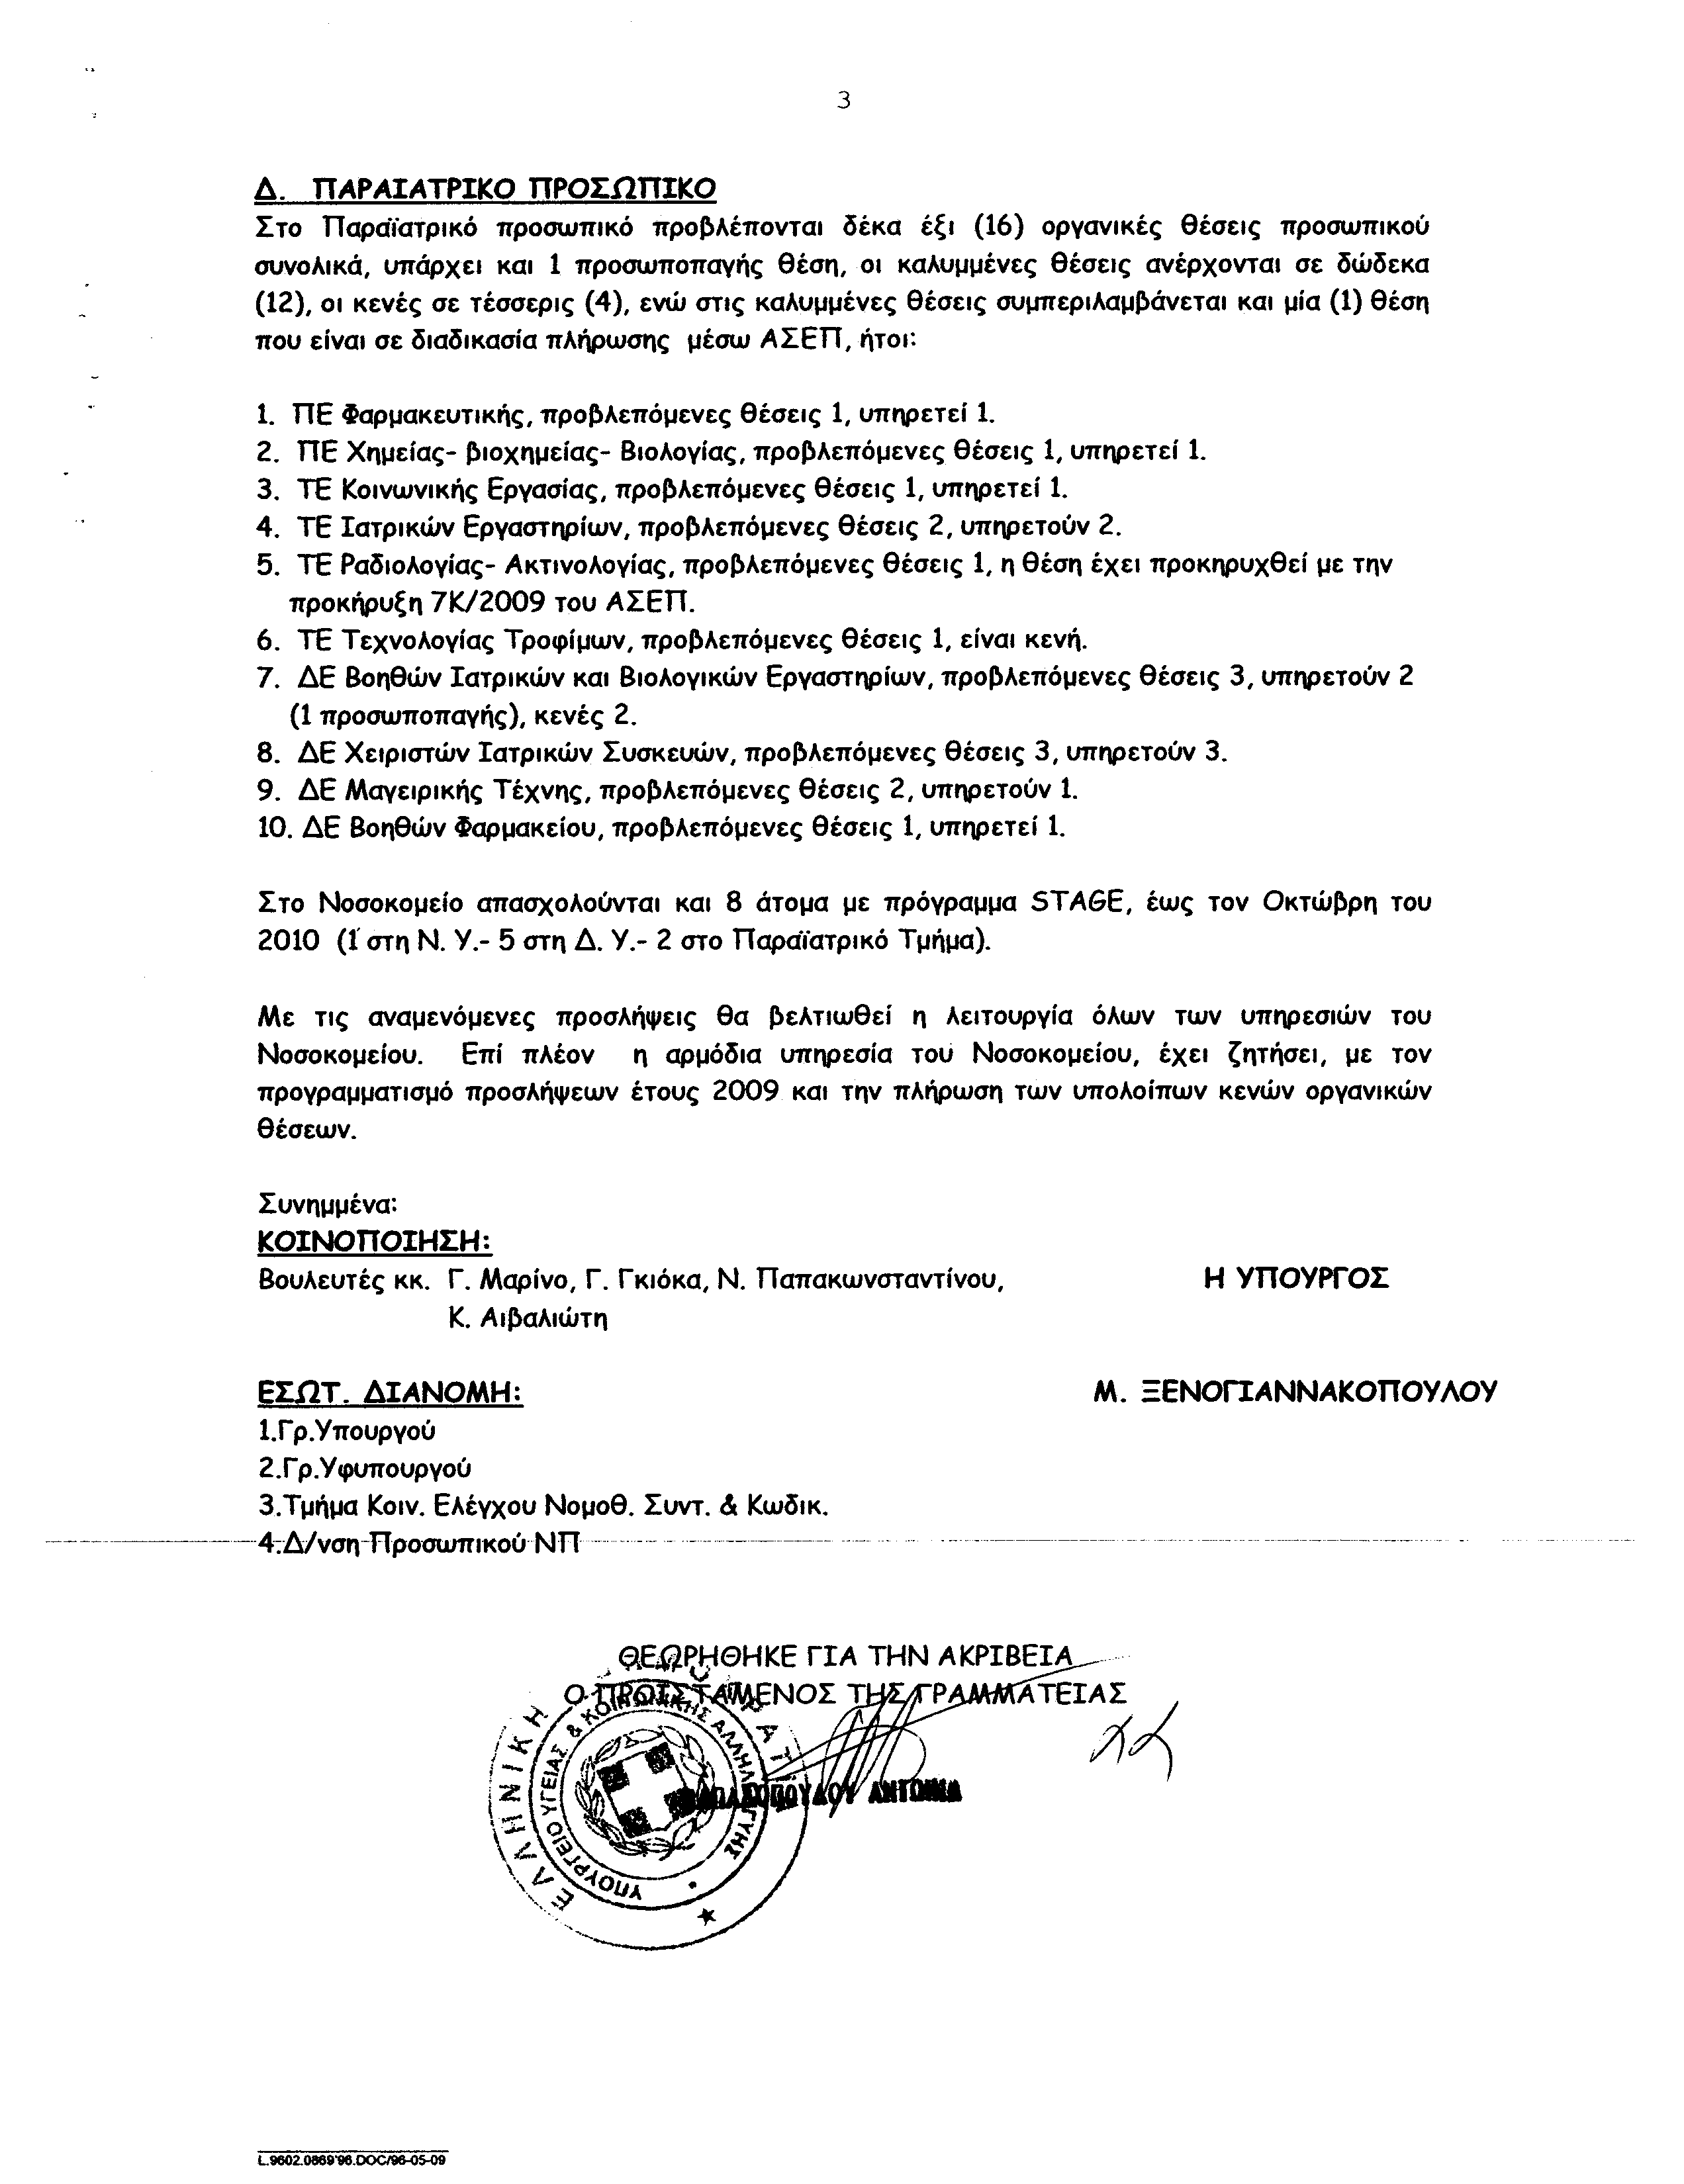 3
Δ. ΠΑΡΑΙΑΤΡΙΚΟ ΠΡΟΣΩΠΙΚΟ
Στο Παραϊατρικό προσωπικό προβλέπονται δέκα έξι (16) οργανικές θέσεις προσωπικού
συνολικά, υπάρχει και 1 προσωποπαγής θέση, οι καλυμμένες θέσεις ανέρχονται σε δώδεκα
(12), οι κενές σε τέσσερις (4), ενώ στις καλυμμένες θέσεις συμπεριλαμβάνεται και μία (1) θέση
που είναι σε διαδικασία πλήρωσης μέσω ΑΣΕΠ, ήτοι:
1. ΠΕ Φαρμακευτικής, προβλεπόμενες θέσεις 1, υπηρετεί 1.
2. ΠΕ Χημείας- βιοχημείας- Βιολογίας, προβλεπόμενες θέσεις 1, υπηρετεί 1.
3. ΤΕ Κοινωνικής Εργασίας, προβλεπόμενες θέσεις 1, υπηρετεί 1.
4. ΤΕ Ιατρικών Εργαστηρίων, προβλεπόμενες θέσεις 2, υπηρετούν 2.
5. ΤΕ Ραδιολογίας- Ακτινολογίας, προβλεπόμενες θέσεις 1, η θέση έχει προκηρυχθεί με την
προκήρυξη 7Κ/2009 του ΑΣΕΠ.
6. ΤΕ Τεχνολογίας Τροφίμων, προβλεπόμενες θέσεις 1, είναι κενή.
7. ΔΕ Βοηθών Ιατρικών και Βιολογικών Εργαστηρίων, προβλεπόμενες θέσεις 3, υπηρετούν 2
(1 προσωποπαγής), κενές 2.
8. ΔΕ Χειριστών Ιατρικών Συσκευών, προβλεπόμενες θέσεις 3, υπηρετούν 3.
9. ΔΕ Μαγειρικής Τέχνης, προβλεπόμενες θέσεις 2, υπηρετούν 1.
10. ΔΕ Βοηθών Φαρμακείου, προβλεπόμενες θέσεις 1, υπηρετεί 1.
Στο Νοσοκομείο απασχολούνται και 8 άτομα με πρόγραμμα STAGE, έως τον Οκτώβρη του
2010 (1 στη Ν. Υ.- 5 στη Δ. Υ.- 2 στο Παραϊατρικό Τμήμα).
Με τις αναμενόμενες προσλήψεις θα βελτιωθεί η λειτουργία όλων των υπηρεσιών του
Νοσοκομείου. Επί πλέον η αρμόδια υπηρεσία του Νοσοκομείου, έχει ζητήσει, με τον
προγραμματισμό προσλήψεων έτους 2009 και την πλήρωση των υπολοίπων κενών οργανικών
θέσεων.
Συνημμένα:
ΚΟΙΝΟΠΟΙΗΣΗ:
Βουλευτές κκ. Γ. Μαρίνο, Γ. Γκιόκα, Ν. Παπακωνσταντίνου, Η ΥΠΟΥΡΓΟΣ
Κ. Αιβαλιώτη
ΕΣΩΤ. ΔΙΑΝΟΜΗ: Μ. ΞΕΝΟΓΙΑΝΝΑΚΟΠΟΥΛΟΥ
1.Γρ.Υπουργού
2.Γρ.Υφυπουργού
3.Τμήμα Κοιν. Ελέγχου Νομοθ. Συντ. & Κωδικ.
4.Δ/νση Προσωπικού ΝΠ
ΘΕΩΡΗΘΗΚΕ ΓΙΑ ΤΗΝ ΑΚΡΙΒΕΙΑ
Ο ΠΡΟΪΣΤΑΜΕΝΟΣ ΤΗΣ ΓΡΑΜΜΑΤΕΙΑΣ
ΕΛΛΗΝΙΚΗ
ΥΠΟΥΡΓΕΙΟ ΥΓΕΙΑΣ & ΚΟΙΝΩΝΙΚΗΣ ΑΛΛΗΛΕΓΓΥΗΣ
L.9602.0869'96.DOC/96-05-09